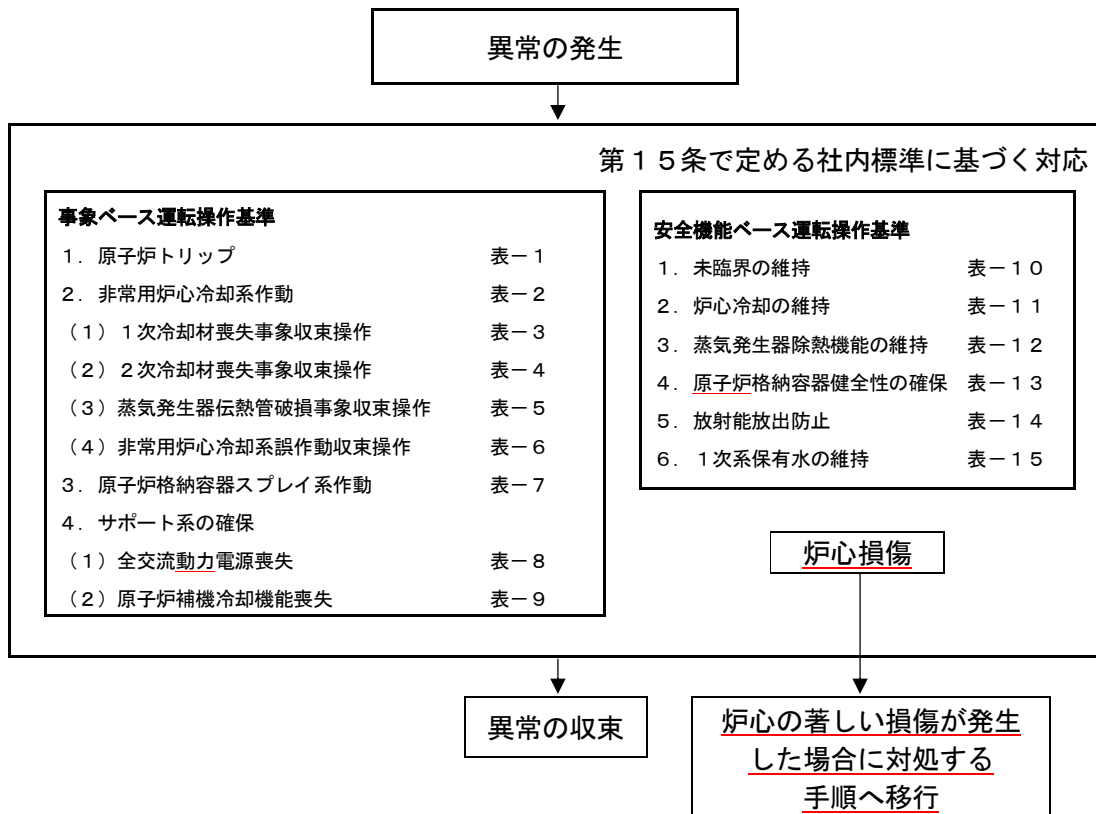 異常の発生
第15条で定める社内標準に基づく対応
事象ベース運転操作基準
1．原子炉トリップ 表－1
2．非常用炉心冷却系作動 表－2
（1）1次冷却材喪失事象収束操作 表－3
（2）2次冷却材喪失事象収束操作 表－4
（3）蒸気発生器伝熱管破損事象収束操作 表－5
（4）非常用炉心冷却系誤作動収束操作 表－6
3．原子炉格納容器スプレイ系作動 表－7
4．サポート系の確保
（1）全交流動力電源喪失 表－8
（2）原子炉補機冷却機能喪失 表－9
安全機能ベース運転操作基準
1．未臨界の維持 表－10
2．炉心冷却の維持 表－11
3．蒸気発生器除熱機能の維持 表－12
4．原子炉格納容器健全性の確保 表－13
5．放射能放出防止 表－14
6．1次系保有水の維持 表－15
炉心損傷
異常の収束
炉心の著しい損傷が発生
した場合に対処する
手順へ移行